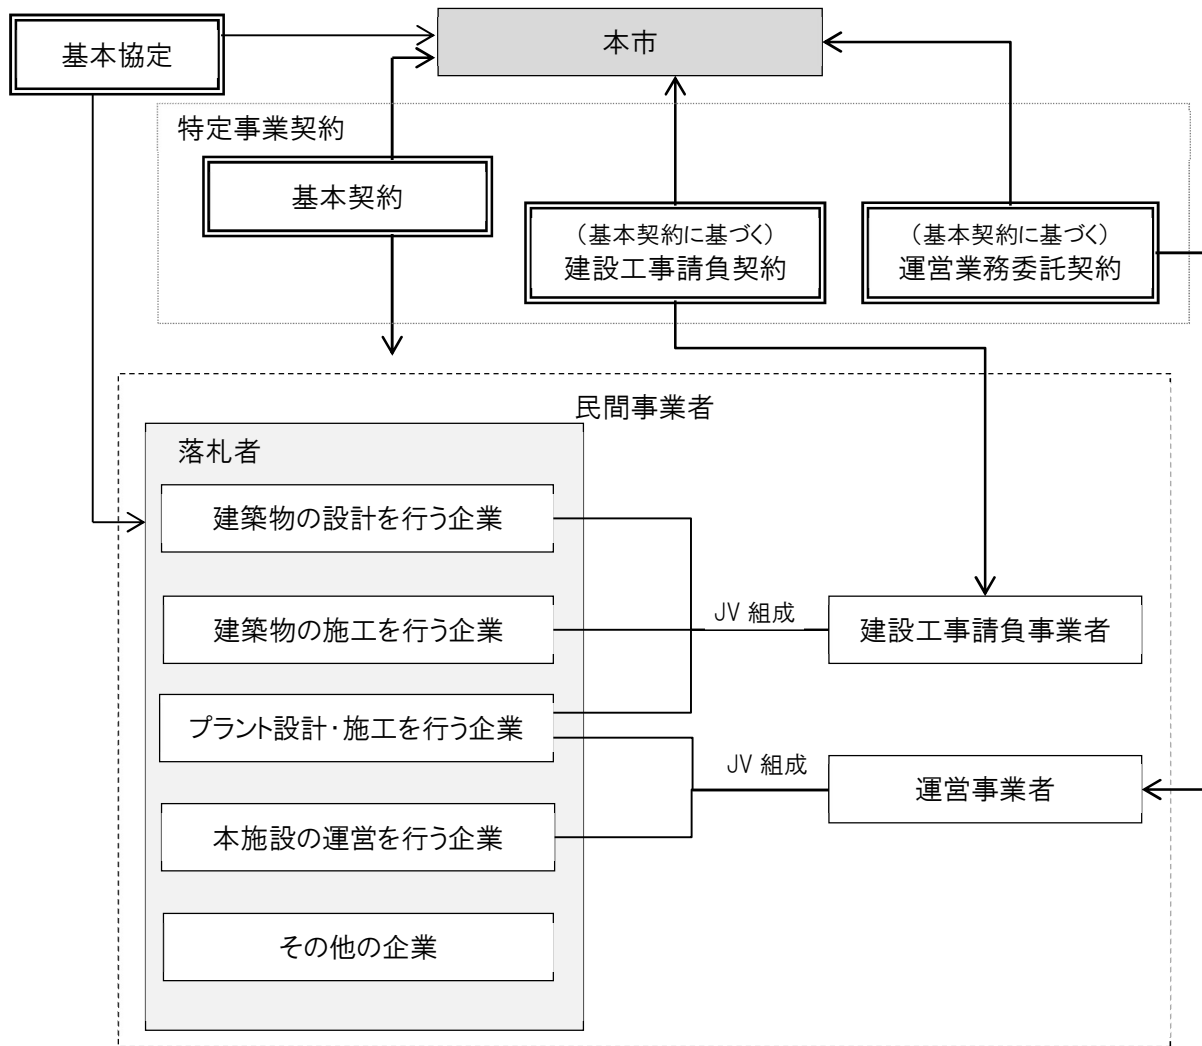 基本協定
本市
特定事業契約
基本契約
（基本契約に基づく）
建設工事請負契約
（基本契約に基づく）
運営業務委託契約
民間事業者
落札者
建築物の設計を行う企業
建築物の施工を行う企業
JV 組成
建設工事請負事業者
プラント設計・施工を行う企業
JV 組成
運営事業者
本施設の運営を行う企業
その他の企業